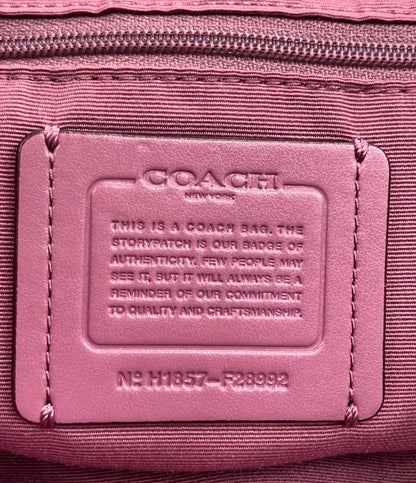 COACH
NEW YORK
THIS IS A COACH BAG. THE
STORYPATCH IS OUR BADGE OF
AUTHENTICITY. FEW PEOPLE MAY
SEE IT, BUT IT WILL ALWAYS BE A
REMINDER OF OUR COMMITMENT
TO QUALITY AND CRAFTSMANSHIP.
Nº H1857-F28992